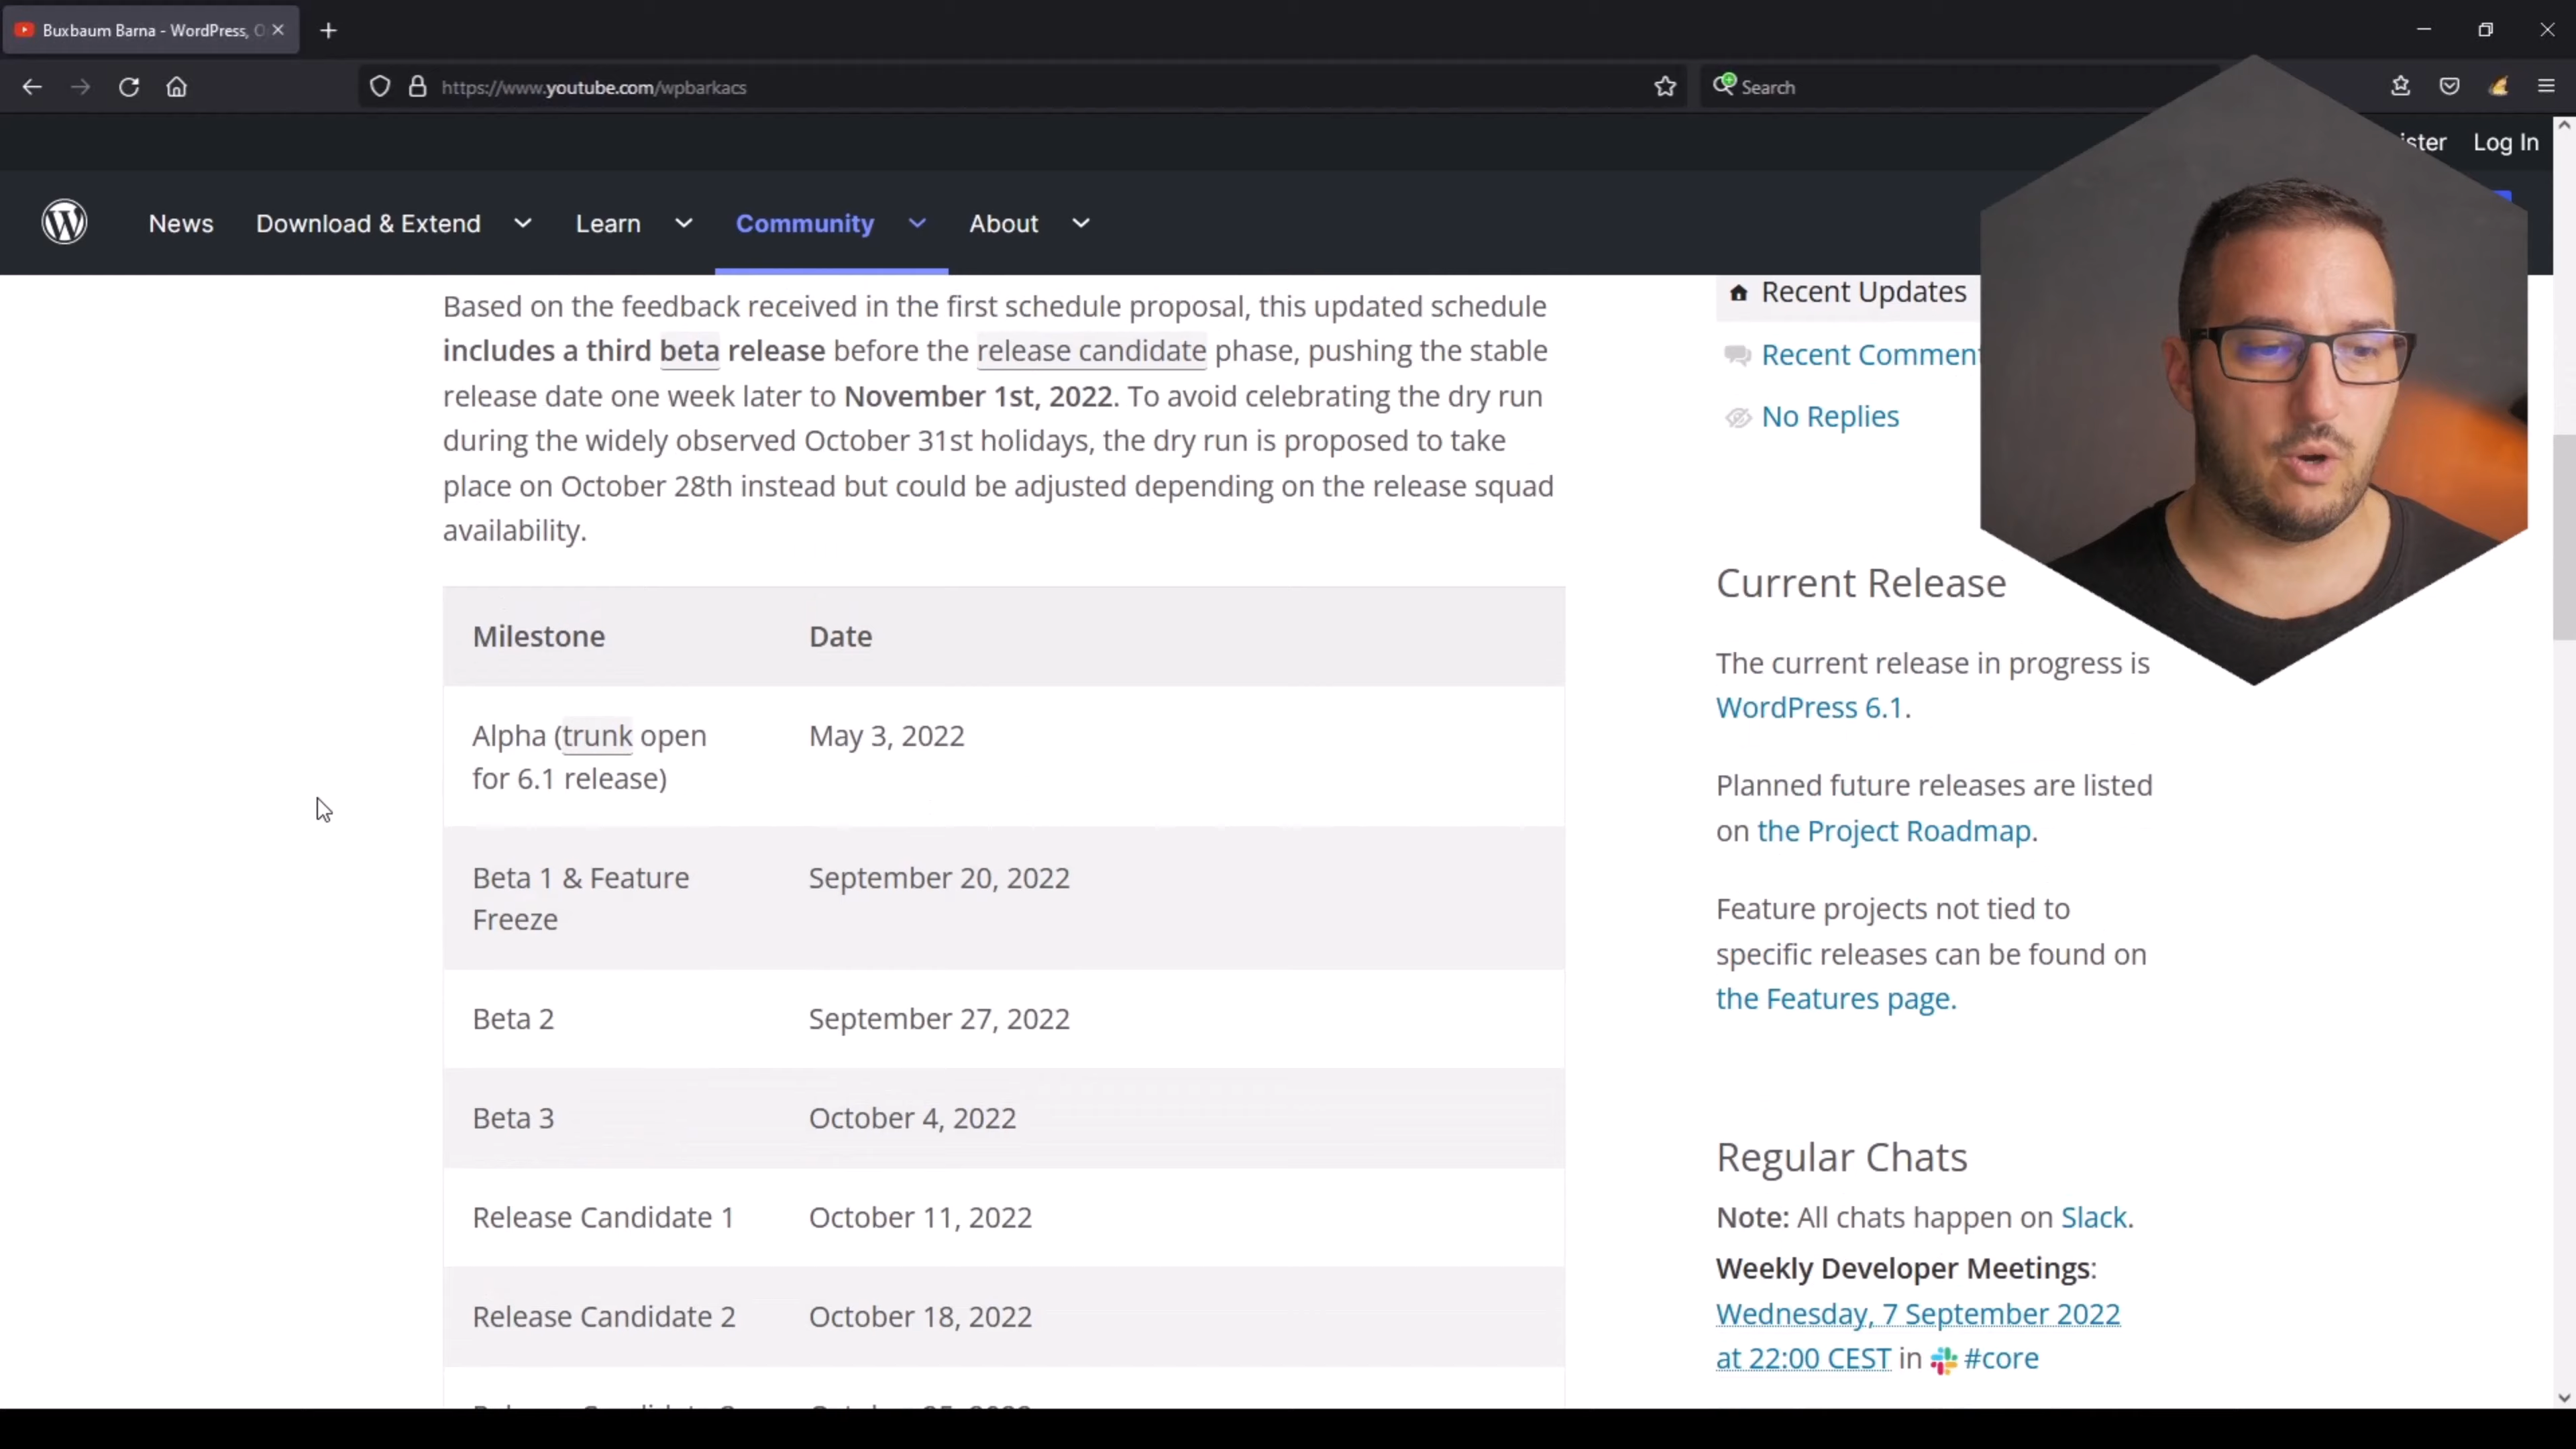 Buxbaum Barna - WordPress, O
https://www.youtube.com/wpbarkacs
Search
Log In
News
Download & Extend
Learn
Community
About
Based on the feedback received in the first schedule proposal, this updated schedule
includes a third beta release before the release candidate phase, pushing the stable
release date one week later to November 1st, 2022. To avoid celebrating the dry run
during the widely observed October 31st holidays, the dry run is proposed to take
place on October 28th instead but could be adjusted depending on the release squad
availability.
Milestone Date
Alpha (trunk open May 3, 2022
for 6.1 release)
Beta 1 & Feature September 20, 2022
Freeze
Beta 2 September 27, 2022
Beta 3 October 4, 2022
Release Candidate 1 October 11, 2022
Release Candidate 2 October 18, 2022
Recent Updates
Recent Commen
No Replies
Current Release
The current release in progress is
WordPress 6.1.
Planned future releases are listed
on the Project Roadmap.
Feature projects not tied to
specific releases can be found on
the Features page.
Regular Chats
Note: All chats happen on Slack.
Weekly Developer Meetings:
Wednesday, 7 September 2022
at 22:00 CEST in #core